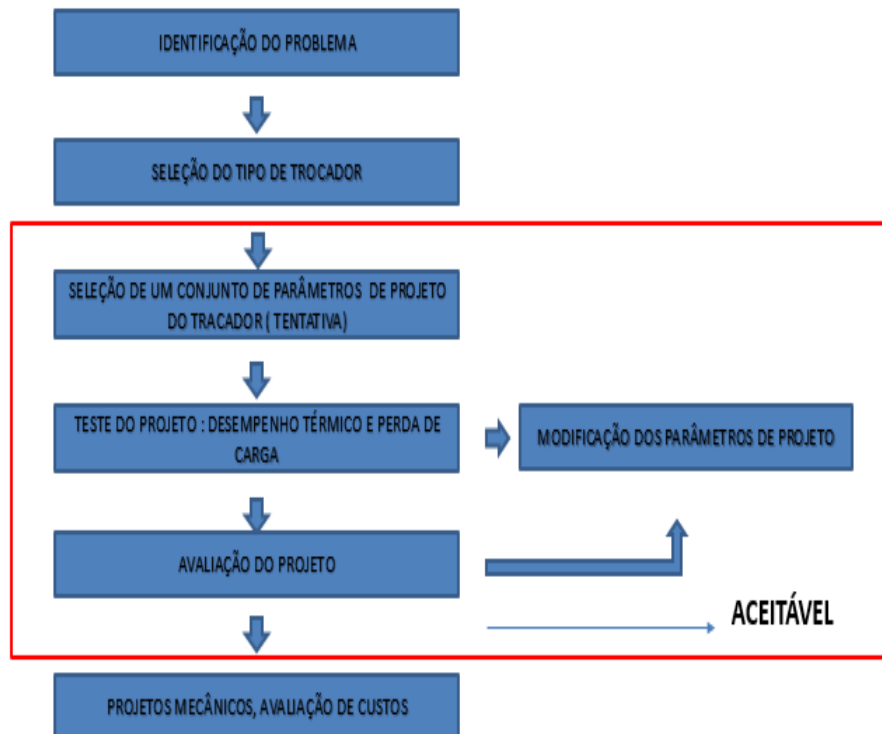 IDENTIFICAÇÃO DO PROBLEMA
SELEÇÃO DO TIPO DE TROCADOR
SELEÇÃO DE UM CONJUNTO DE PARÂMETROS DE PROJETO
DO TRACADOR ( TENTATIVA)
TESTE DO PROJETO : DESEMPENHO TÉRMICO E PERDA DE
CARGA
MODIFICAÇÃO DOS PARÂMETROS DE PROJETO
AVALIAÇÃO DO PROJETO
ACEITÁVEL
PROJETOS MECÂNICOS, AVALIAÇÃO DE CUSTOS